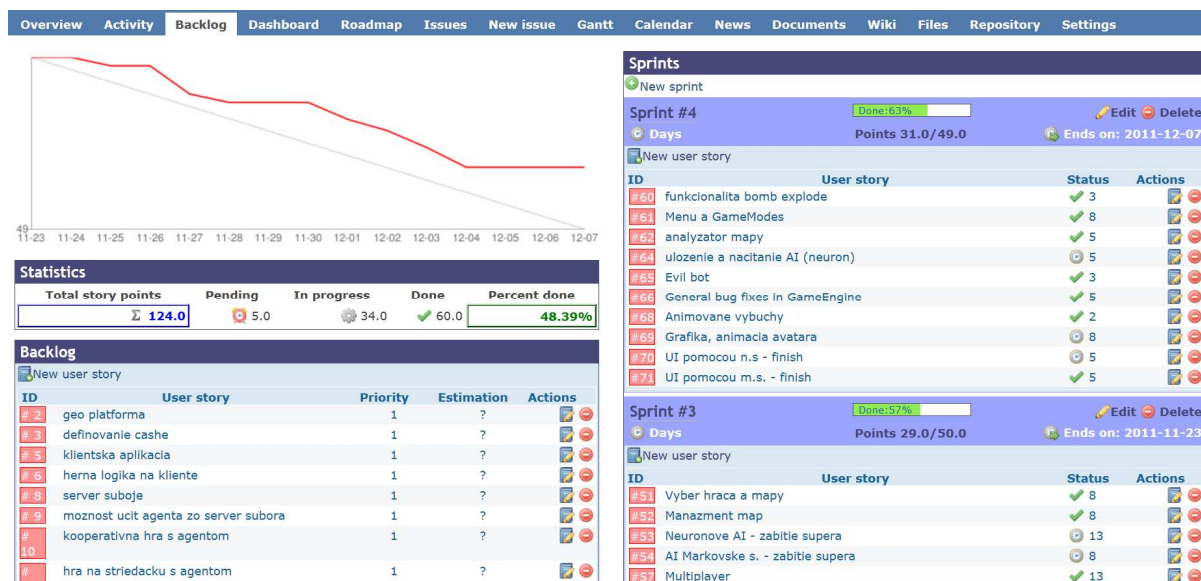 Overview Activity Backlog Dashboard Roadmap Issues New issue Gantt Calendar News Documents Wiki Files Repository Settings
49
11-23 11-24 11-25 11-26 11-27 11-28 11-29 11-30 12-01 12-02 12-03 12-04 12-05 12-06 12-07
Statistics
Total story points Pending In progress Done Percent done
Σ 124.0 5.0 34.0 60.0 48.39%
Backlog
New user story
ID User story Priority Estimation Actions
# 2 geo platforma 1 ?
# 3 definovanie cashe 1 ?
# 5 klientska aplikacia 1 ?
# 6 herna logika na kliente 1 ?
# 8 server suboje 1 ?
# 9 moznost ucit agenta zo server subora 1 ?
# 10 kooperativna hra s agentom 1 ?
# hra na striedacku s agentom 1 ?
Sprints
New sprint
Sprint #4 Done:63% Edit Delete
Days Points 31.0/49.0 Ends on: 2011-12-07
New user story
ID User story Status Actions
#60 funkcionalita bomb explode 3
#61 Menu a GameModes 8
#62 analyzator mapy 5
#64 ulozenie a nacitanie AI (neuron) 5
#65 Evil bot 3
#66 General bug fixes in GameEngine 5
#68 Animovane vybuchy 2
#69 Grafika, animacia avatara 8
#70 UI pomocou n.s - finish 5
#71 UI pomocou m.s. - finish 5
Sprint #3 Done:57% Edit Delete
Days Points 29.0/50.0 Ends on: 2011-11-23
New user story
ID User story Status Actions
#51 Vyber hraca a mapy 8
#52 Manazment map 8
#53 Neuronove AI - zabitie supera 13
#54 AI Markovske s. - zabitie supera 8
#57 Multiplayer 13